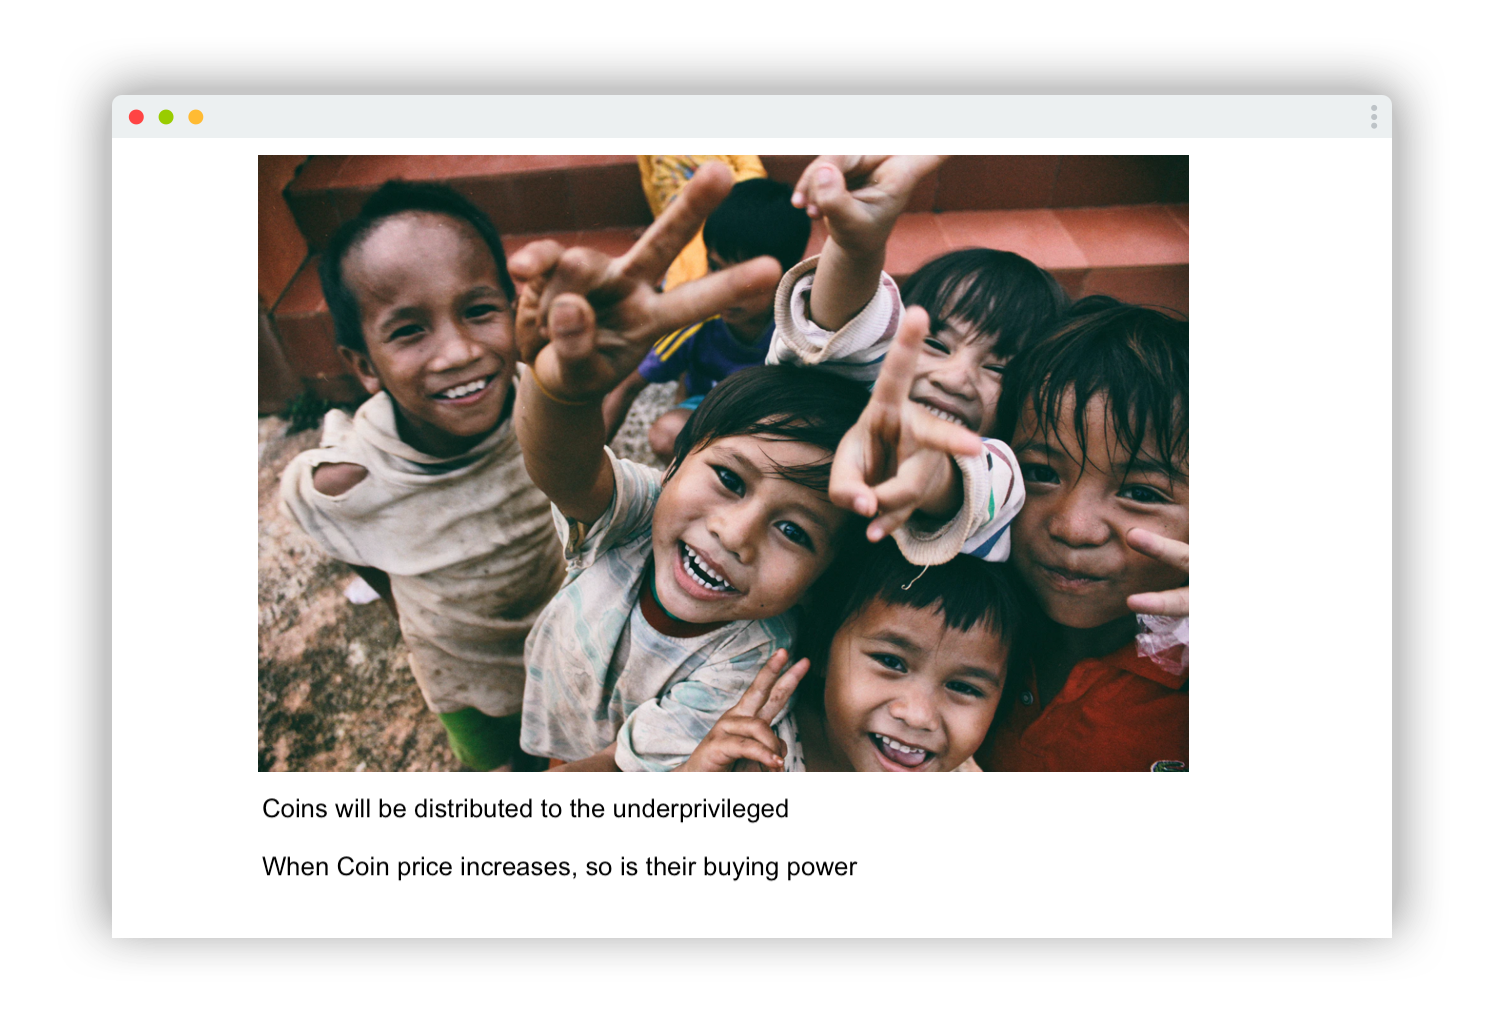 Coins will be distributed to the underprivileged
When Coin price increases, so is their buying power